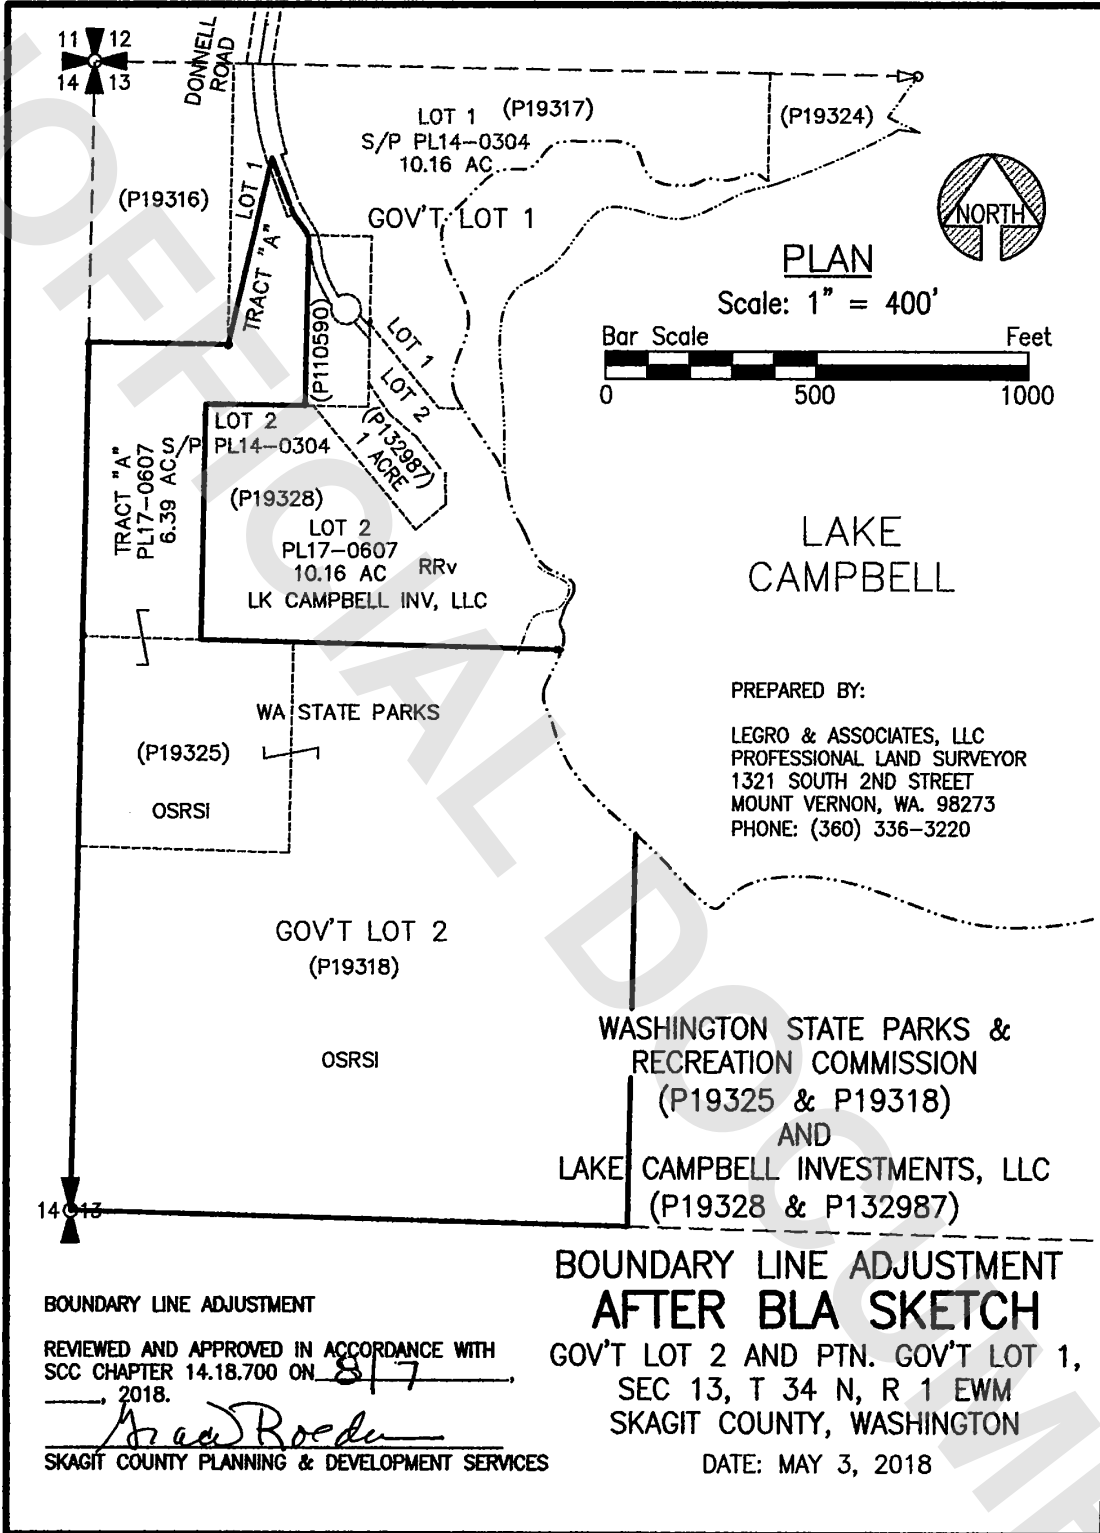 11 12
14 13
DONNELL
ROAD
LOT 1 (P19317)
S/P PL14-0304
10.16 AC
(P19324)
(P19316)
LOT 1
TRACT "A"
GOV'T LOT 1
NORTH
PLAN
Scale: 1" = 400'
Bar Scale Feet
0 500 1000
(P110590)
LOT 1
LOT 2
(P132987)
1 ACRE
LOT 2
S/P PL14-0304
(P19328)
TRACT "A"
PL17-0607
6.39 AC
LOT 2
PL17-0607
10.16 AC RRv
LK CAMPBELL INV, LLC
LAKE
CAMPBELL
WA STATE PARKS
(P19325)
OSRSI
PREPARED BY:
LEGRO & ASSOCIATES, LLC
PROFESSIONAL LAND SURVEYOR
1321 SOUTH 2ND STREET
MOUNT VERNON, WA. 98273
PHONE: (360) 336-3220
GOV'T LOT 2
(P19318)
OSRSI
WASHINGTON STATE PARKS &
RECREATION COMMISSION
(P19325 & P19318)
AND
LAKE CAMPBELL INVESTMENTS, LLC
(P19328 & P132987)
14 13
BOUNDARY LINE ADJUSTMENT
AFTER BLA SKETCH
GOV'T LOT 2 AND PTN. GOV'T LOT 1,
SEC 13, T 34 N, R 1 EWM
SKAGIT COUNTY, WASHINGTON
DATE: MAY 3, 2018
BOUNDARY LINE ADJUSTMENT
REVIEWED AND APPROVED IN ACCORDANCE WITH
SCC CHAPTER 14.18.700 ON 8/7,
____, 2018.
Roeder
SKAGIT COUNTY PLANNING & DEVELOPMENT SERVICES
OFFICIAL DOCUME